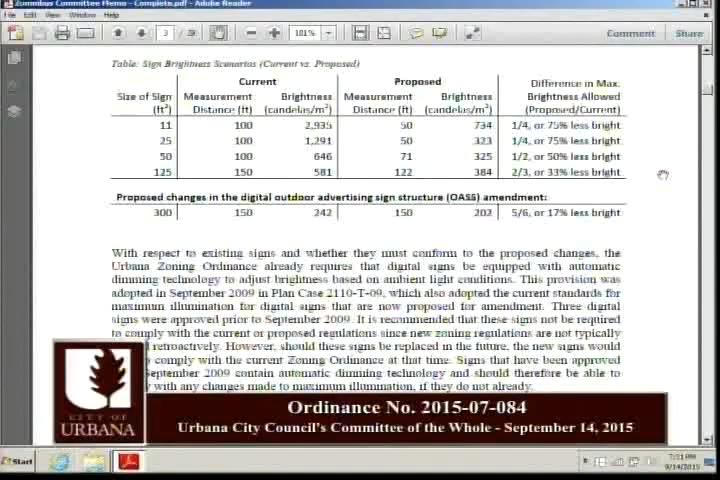 Zommibus Committee Memo - Complete.pdf - Adobe Reader
File Edit View Window Help
3
101%
Comment
Share
Table: Sign Brightness Scenarios (Current vs. Proposed)
Current Proposed Difference in Max. Brightness Allowed (Proposed/Current)
Size of Sign (ft²) Measurement Distance (ft) Brightness (candelas/m²) Measurement Distance (ft) Brightness (candelas/m²)
11 100 2,935 50 734 1/4, or 75% less bright
25 100 1,291 50 323 1/4, or 75% less bright
50 100 646 71 325 1/2, or 50% less bright
125 150 581 122 384 2/3, or 33% less bright
Proposed changes in the digital outdoor advertising sign structure (OASS) amendment:
300 150 242 150 202 5/6, or 17% less bright
With respect to existing signs and whether they must conform to the proposed changes, the
Urbana Zoning Ordinance already requires that digital signs be equipped with automatic
dimming technology to adjust brightness based on ambient light conditions. This provision was
adopted in September 2009 in Plan Case 2110-T-09, which also adopted the current standards for
maximum illumination for digital signs that are now proposed for amendment. Three digital
signs were approved prior to September 2009. It is recommended that these signs not be required
to comply with the current or proposed regulations since new zoning regulations are not typically
retroactively. However, should these signs be replaced in the future, the new signs would
comply with the current Zoning Ordinance at that time. Signs that have been approved
September 2009 contain automatic dimming technology and should therefore be able to
with any changes made to maximum illumination, if they do not already.
CITY OF
URBANA
Ordinance No. 2015-07-084
Urbana City Council's Committee of the Whole - September 14, 2015
Start
9/14/2015